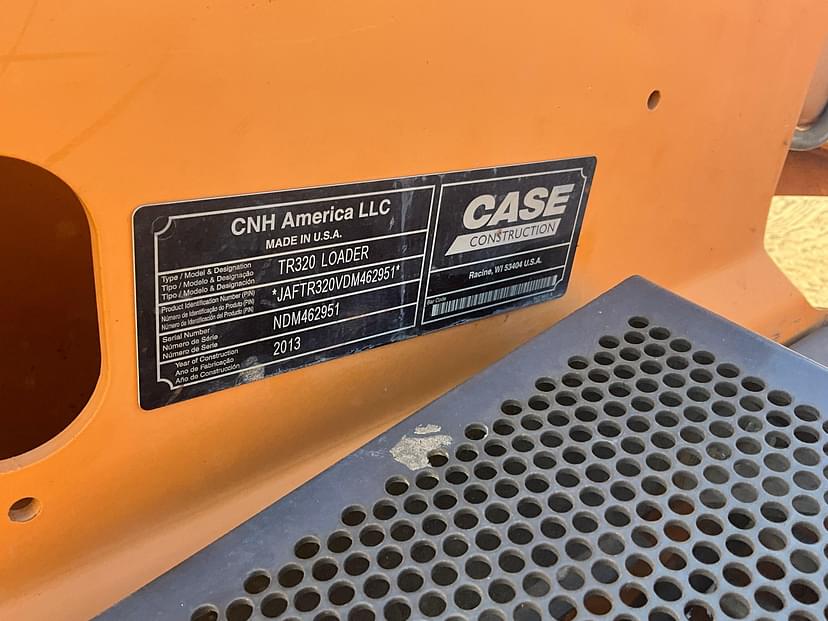 CNH America LLC
MADE IN U.S.A.
Type / Model & Designation
Tipo / Modelo & Designação
Tipo / Modelo & Designación
TR320 LOADER
Product Identification Number (PIN)
Número de Identificação do Produto (PIN)
Número de Identificación del Producto (PIN)
*JAFTR320VDM462951*
Serial Number
Número de Série
Número de Serie
NDM462951
Year of Construction
Ano de Fabricação
Año de Construcción
2013
CASE
CONSTRUCTION
Racine, WI 53404 U.S.A.
Bar Code